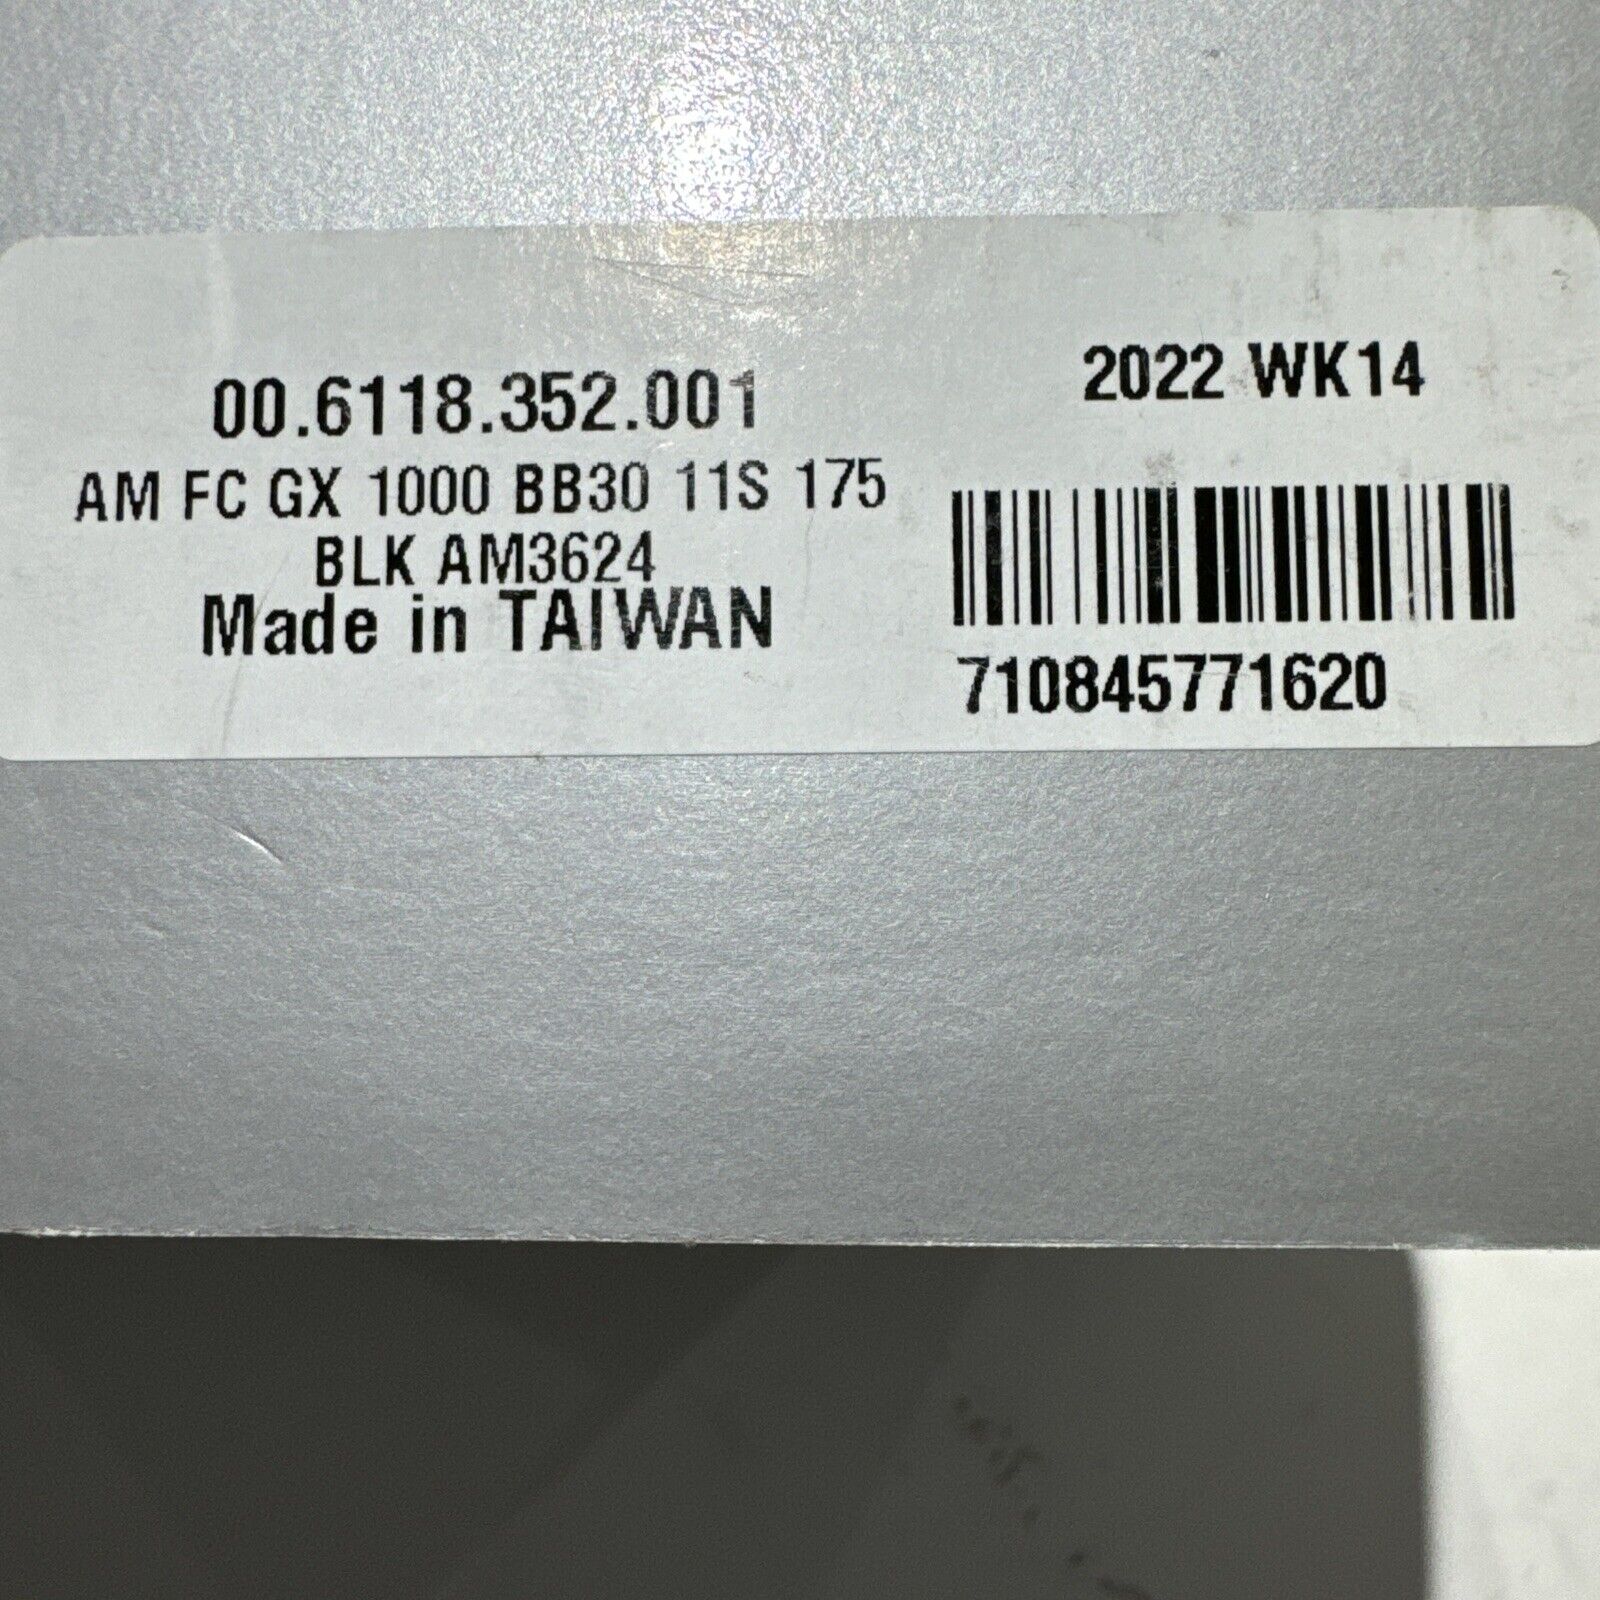 00.6118.352.001
AM FC GX 1000 BB30 11S 175
BLK AM3624
Made in TAIWAN
2022 WK14
710845771620